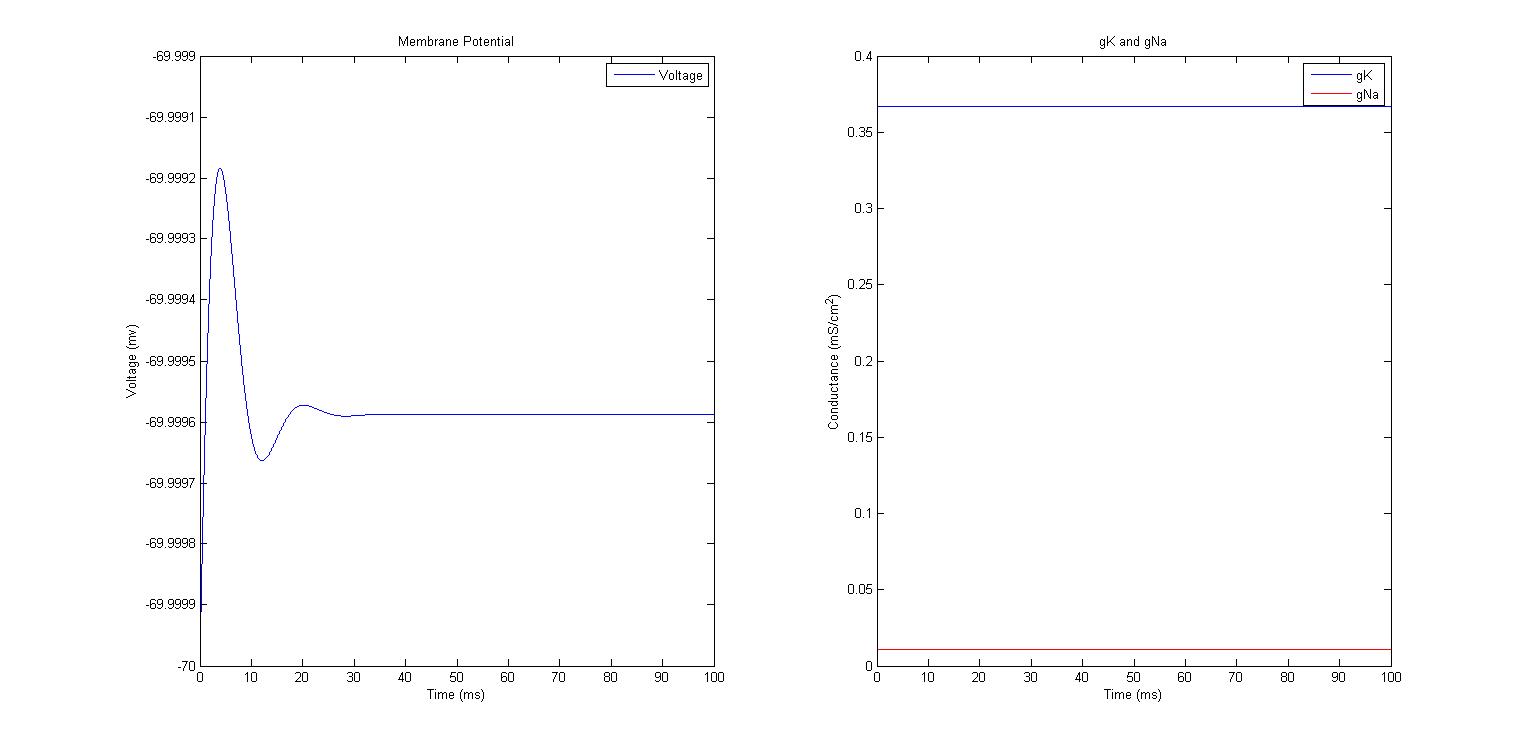 Membrane Potential
-69.999
-69.9991
-69.9992
-69.9993
-69.9994
-69.9995
-69.9996
-69.9997
-69.9998
-69.9999
-70
Voltage (mv)
Voltage
0 10 20 30 40 50 60 70 80 90 100
Time (ms)
gK and gNa
0.4
0.35
0.3
0.25
0.2
0.15
0.1
0.05
0
Conductance (mS/cm²)
gK
gNa
0 10 20 30 40 50 60 70 80 90 100
Time (ms)